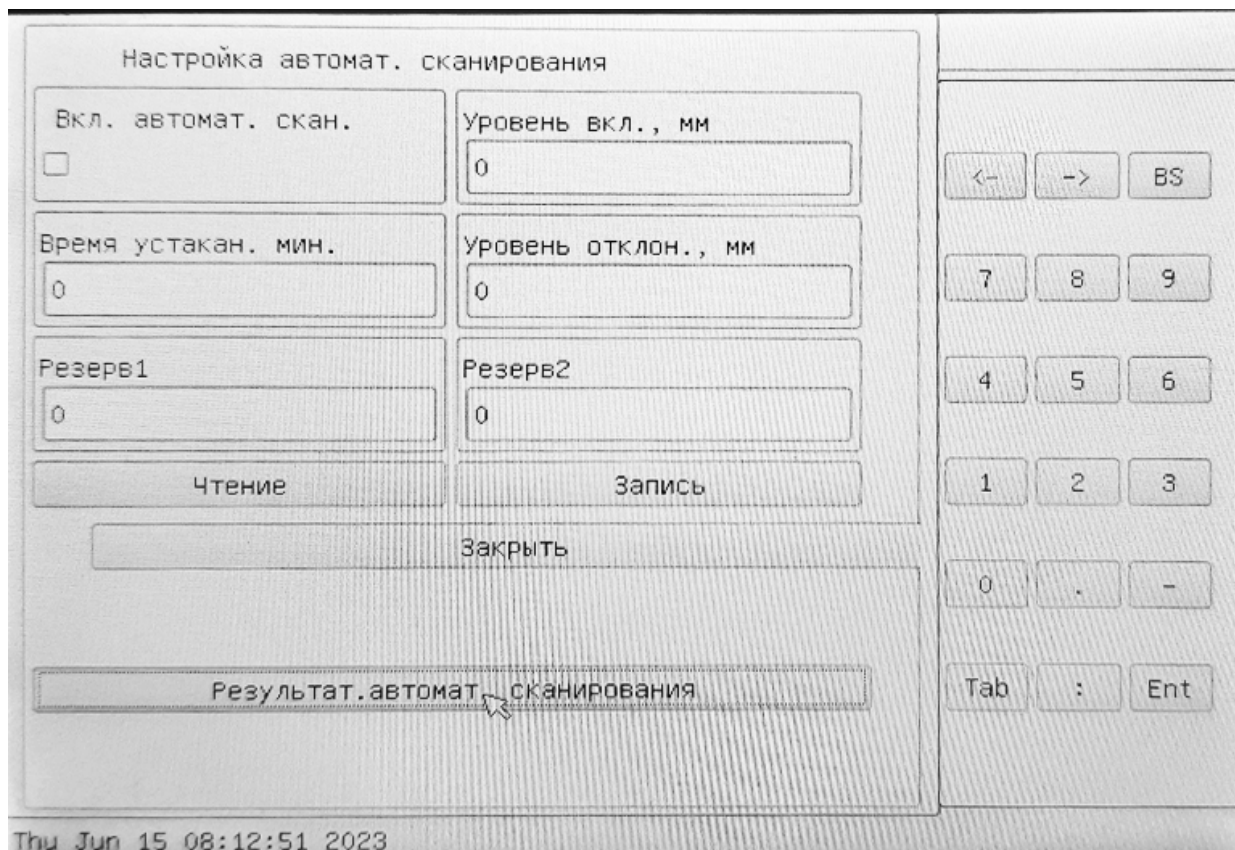 Настройка автомат. сканирования
Вкл. автомат. скан.
Уровень вкл., мм
0
Время устакан. мин.
0
Уровень отклон., мм
0
Резерв1
0
Резерв2
0
Чтение
Запись
Закрыть
Результат.автомат. сканирования
<- -> BS
7 8 9
4 5 6
1 2 3
0 . -
Tab : Ent
Thu Jun 15 08:12:51 2023